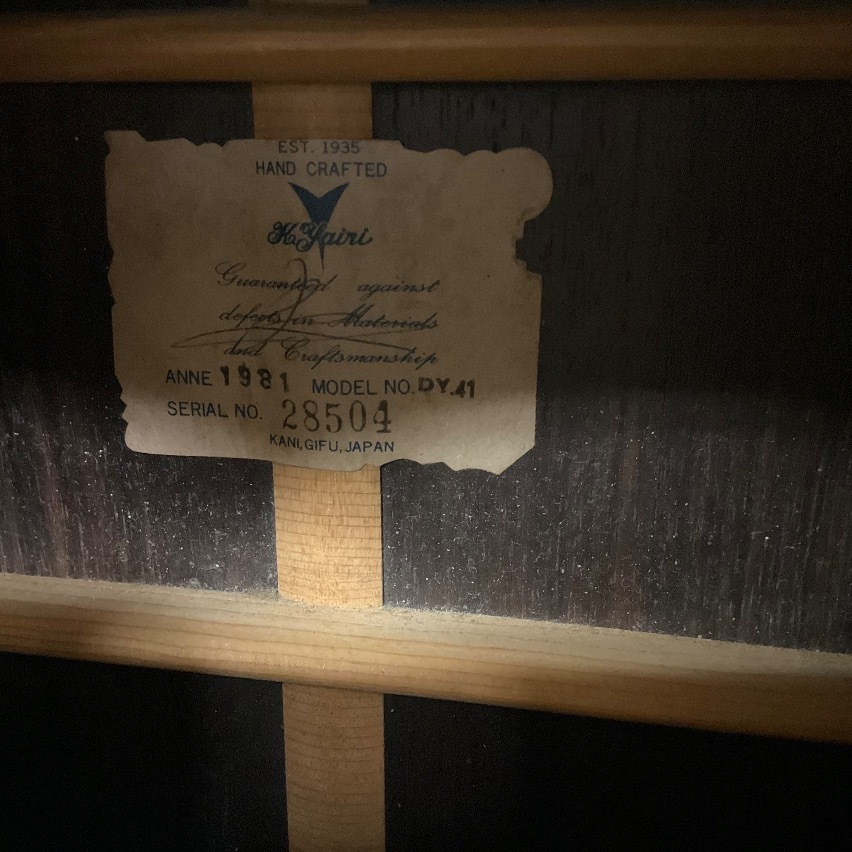 EST. 1935
HAND CRAFTED
K.Yairi
Guaranteed against
defects in Materials
and Craftsmanship
ANNE 1981 MODEL NO. DY.41
SERIAL NO. 28504
KANI, GIFU, JAPAN